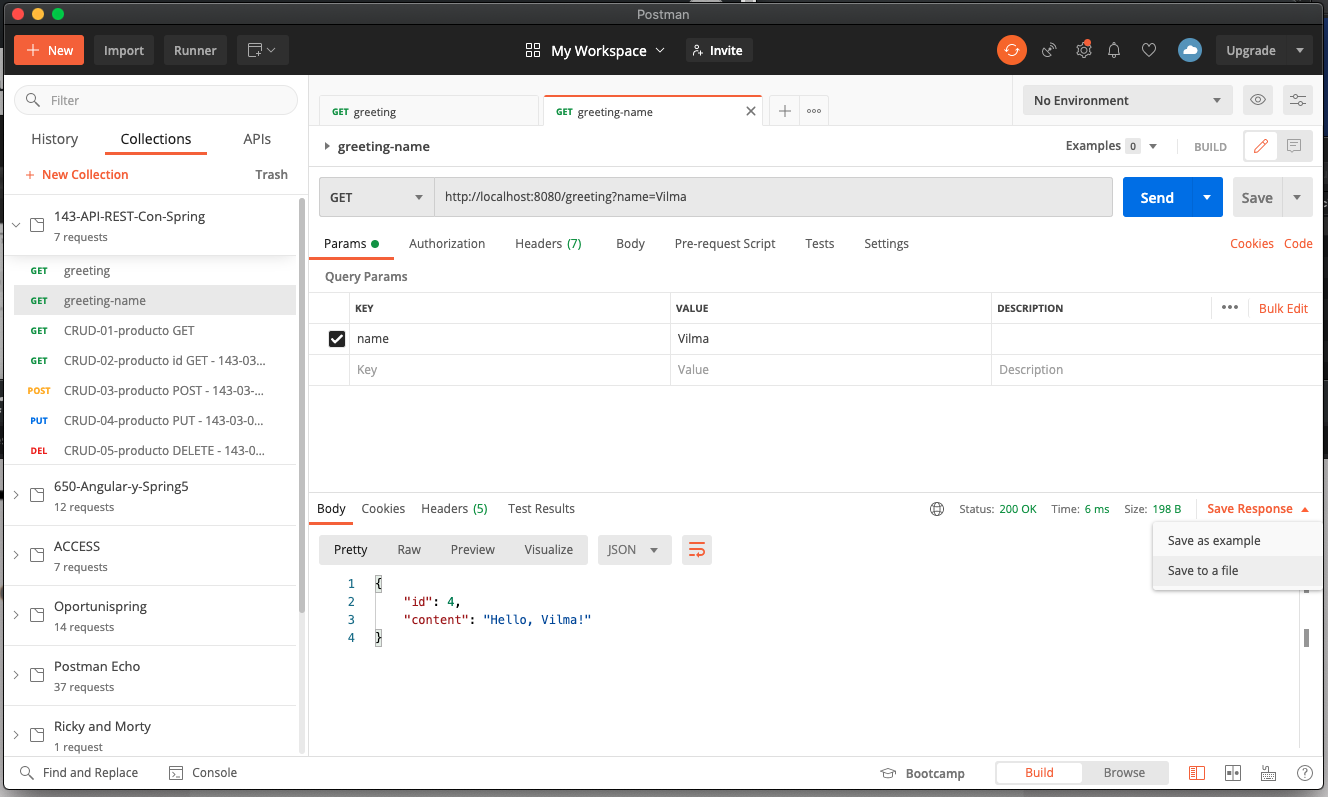 Postman
New Import Runner My Workspace Invite Upgrade
Filter
History Collections APIs
New Collection Trash
143-API-REST-Con-Spring
7 requests
GET greeting
GET greeting-name
GET CRUD-01-producto GET
GET CRUD-02-producto id GET - 143-03...
POST CRUD-03-producto POST - 143-03-...
PUT CRUD-04-producto PUT - 143-03-0...
DEL CRUD-05-producto DELETE - 143-0...
650-Angular-y-Spring5
12 requests
ACCESS
7 requests
Oportunispring
14 requests
Postman Echo
37 requests
Ricky and Morty
1 request
GET greeting GET greeting-name No Environment
greeting-name Examples 0 BUILD
GET http://localhost:8080/greeting?name=Vilma Send Save
Params Authorization Headers (7) Body Pre-request Script Tests Settings Cookies Code
Query Params
KEY VALUE DESCRIPTION Bulk Edit
name Vilma
Key Value Description
Body Cookies Headers (5) Test Results Status: 200 OK Time: 6 ms Size: 198 B Save Response
Save as example
Save to a file
Pretty Raw Preview Visualize JSON
1 {
2 "id": 4,
3 "content": "Hello, Vilma!"
4 }
Find and Replace Console Bootcamp Build Browse